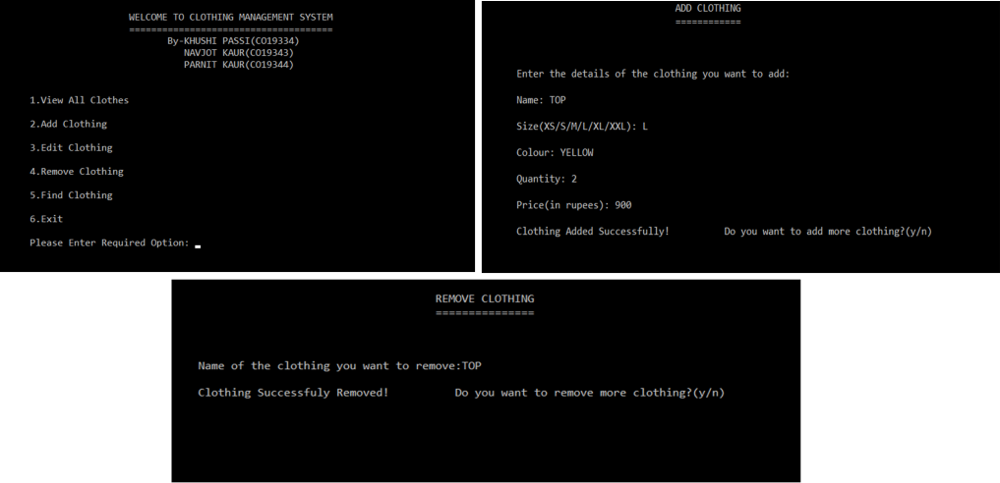 WELCOME TO CLOTHING MANAGEMENT SYSTEM
=====================================
By-KHUSHI PASSI(CO19334)
NAVJOT KAUR(CO19343)
PARNIT KAUR(CO19344)
1.View All Clothes
2.Add Clothing
3.Edit Clothing
4.Remove Clothing
5.Find Clothing
6.Exit
Please Enter Required Option:
ADD CLOTHING
============
Enter the details of the clothing you want to add:
Name: TOP
Size(XS/S/M/L/XL/XXL): L
Colour: YELLOW
Quantity: 2
Price(in rupees): 900
Clothing Added Successfully! Do you want to add more clothing?(y/n)
REMOVE CLOTHING
===============
Name of the clothing you want to remove:TOP
Clothing Successfuly Removed! Do you want to remove more clothing?(y/n)